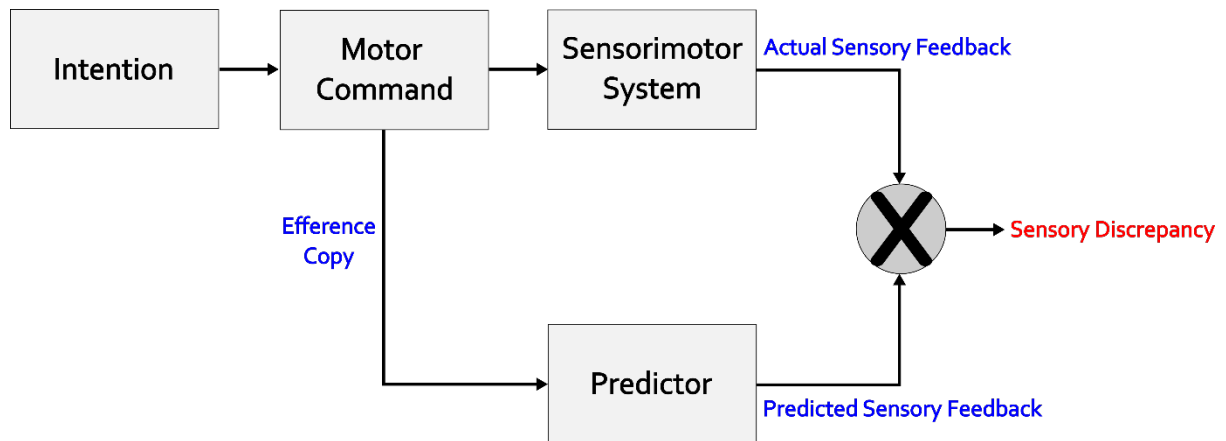 Intention
Motor
Command
Sensorimotor
System
Actual Sensory Feedback
Efference
Copy
X
Sensory Discrepancy
Predictor
Predicted Sensory Feedback